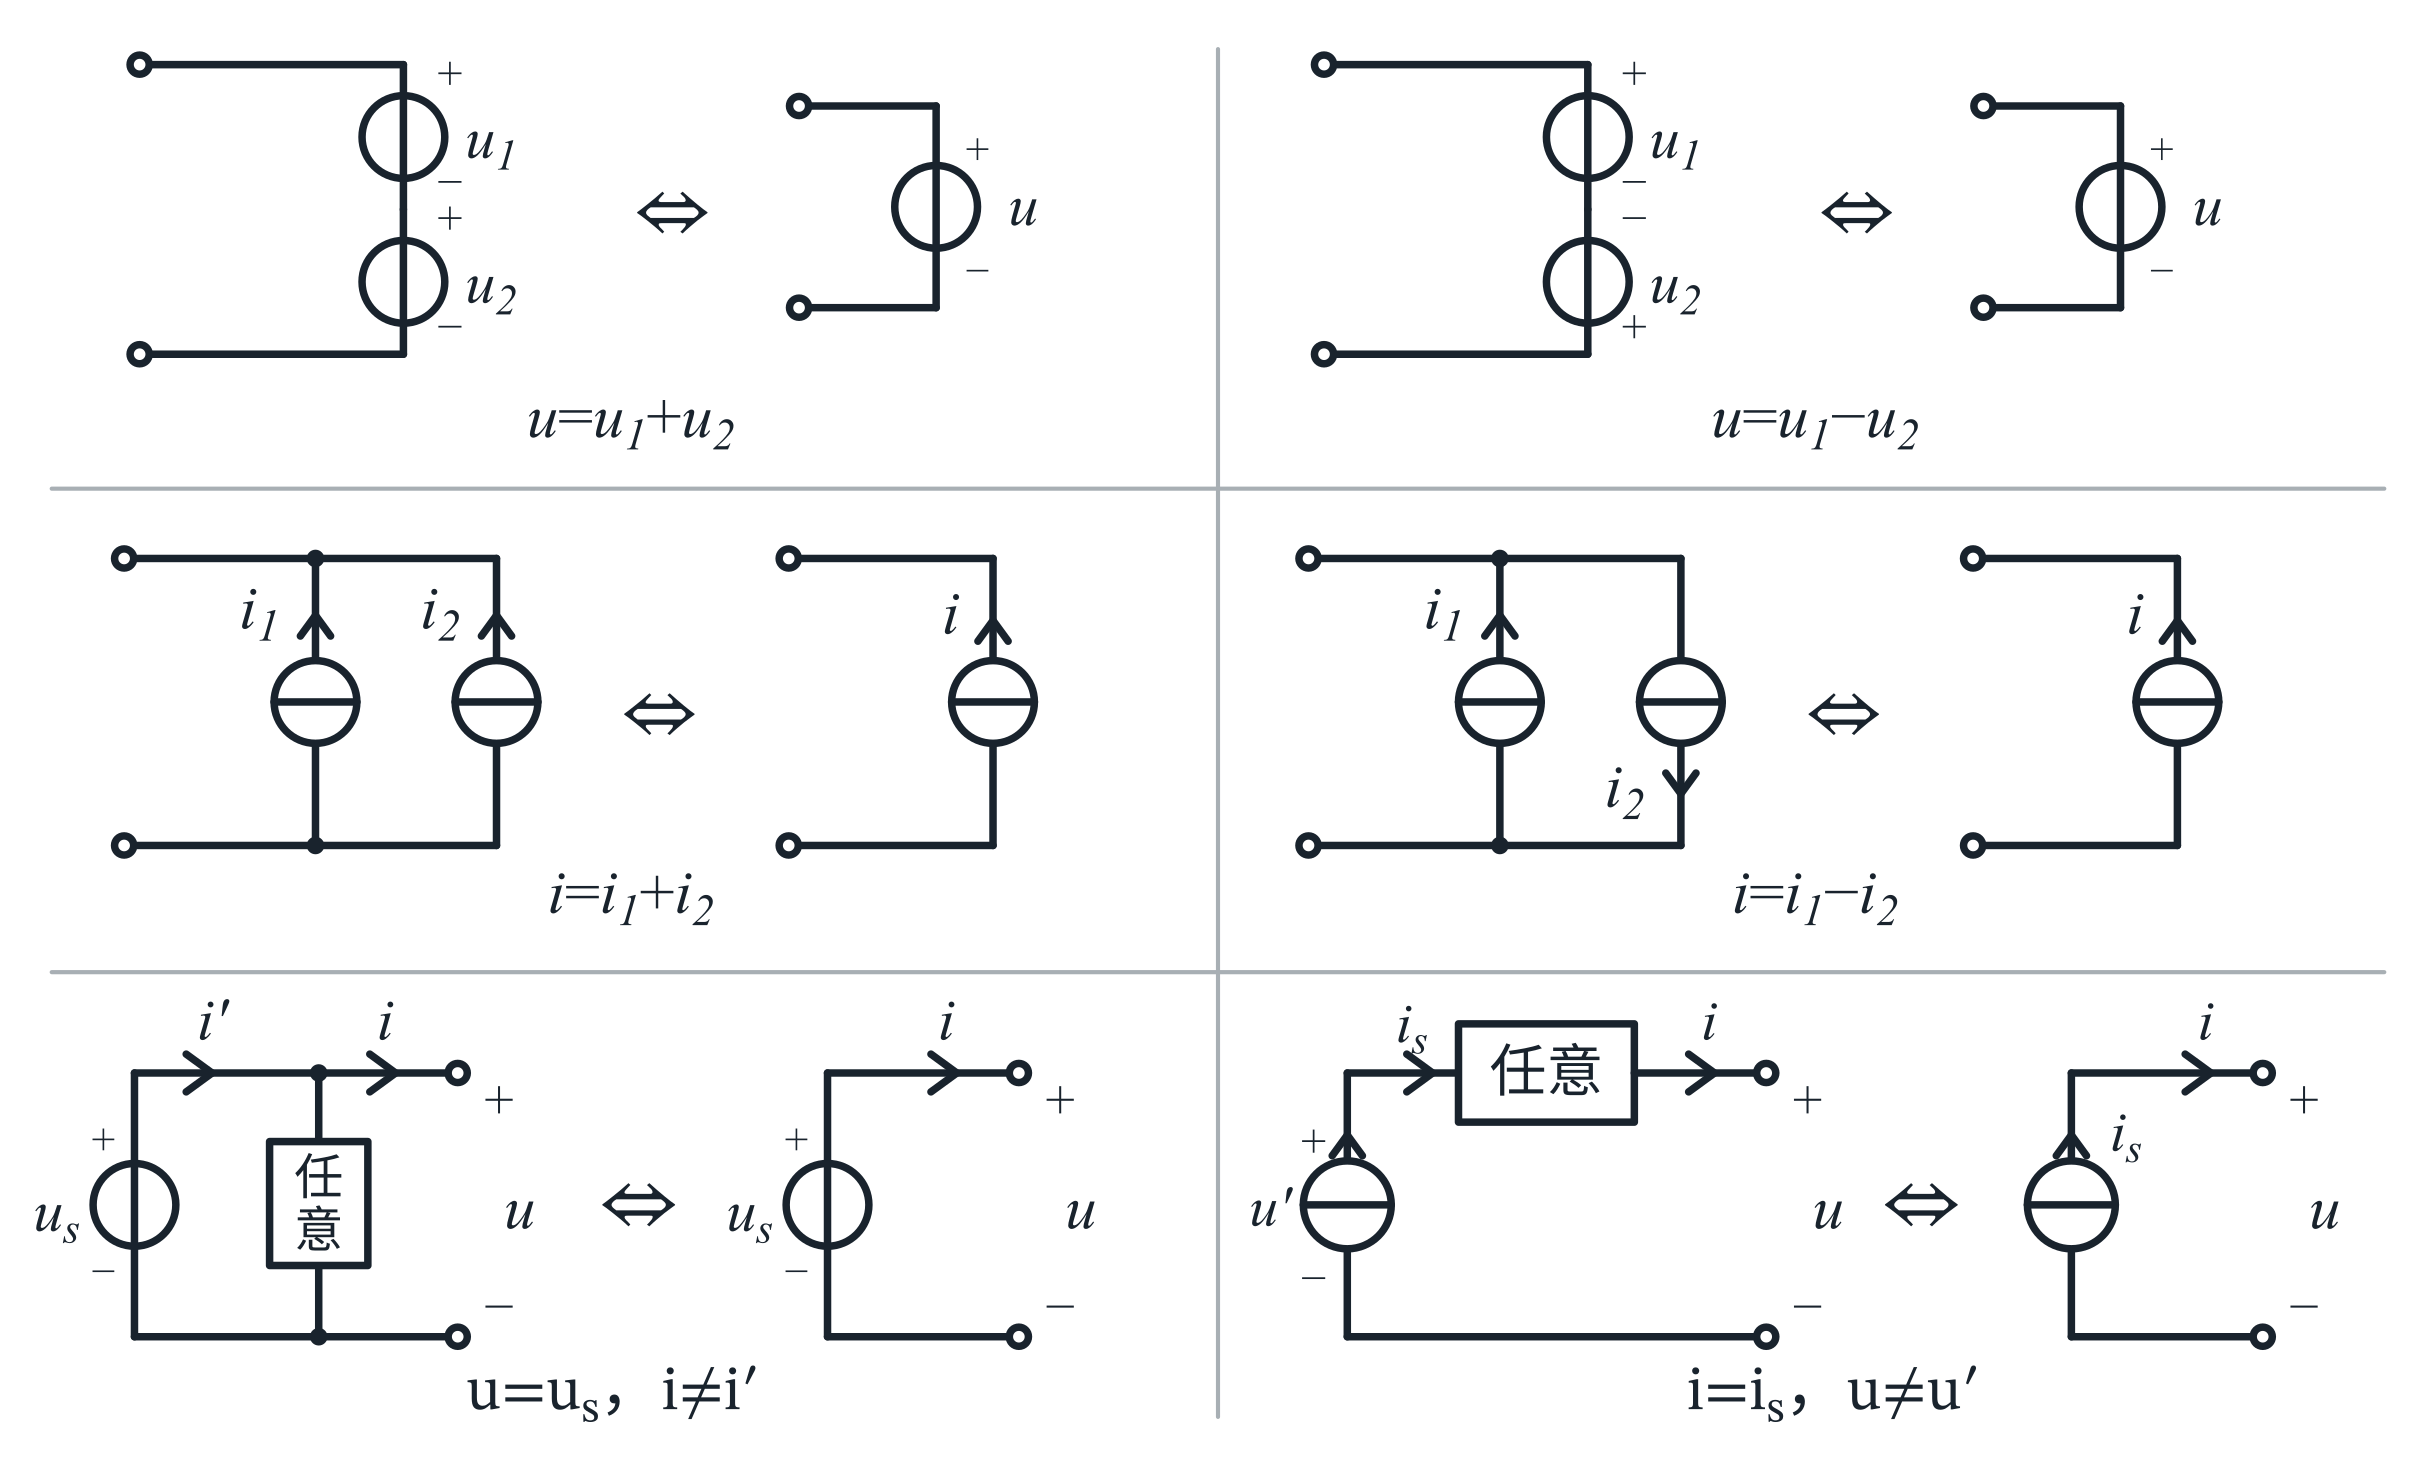 +
u1
−
+
u2
−
+
u
−
u=u1+u2
+
u1
−
−
u2
+
+
u
−
u=u1−u2
i1
i2
i
i=i1+i2
i1
i2
i
i=i1−i2
i′
i
+
us
−
任
意
+
u
−
i
+
us
−
+
u
−
u=us，i≠i′
is
任意
i
+
u′
−
+
u
−
i
is
+
u
−
i=is，u≠u′